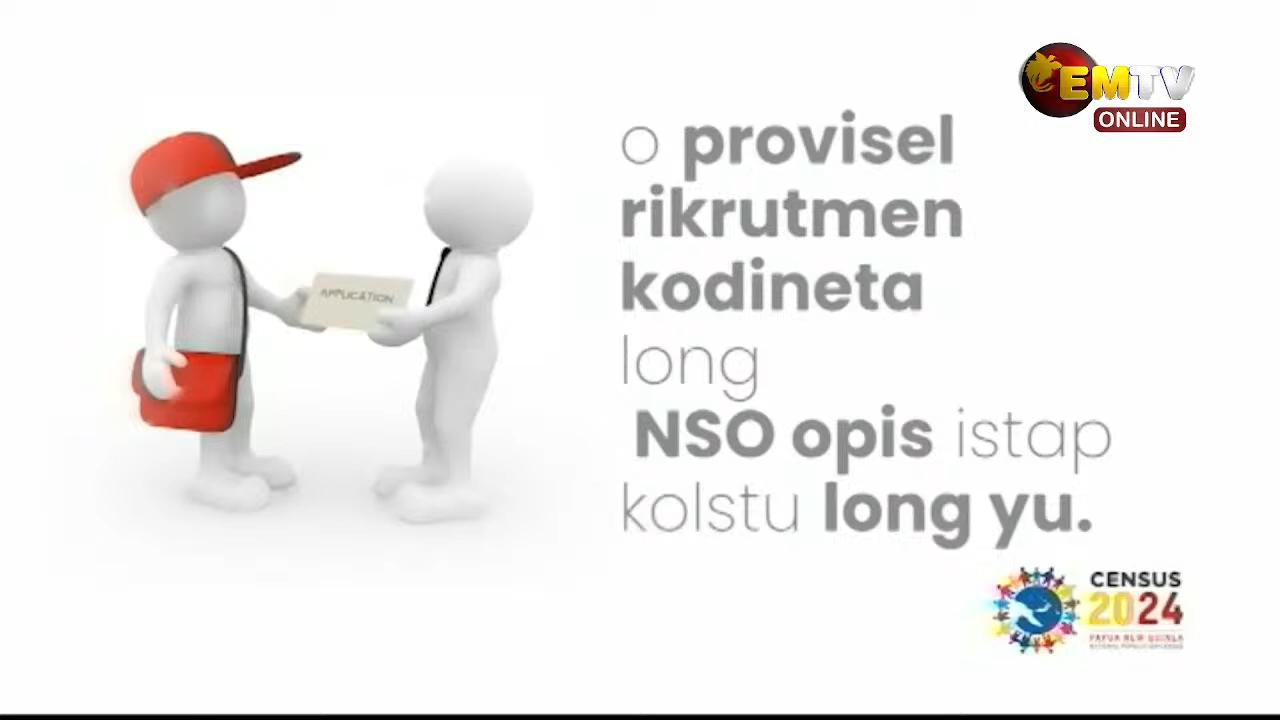 EMTV
ONLINE
o provisel
rikrutmen
kodineta
long
NSO opis istap
kolstu long yu.
APPLICATION
CENSUS
2024
PAPUA NEW GUINEA